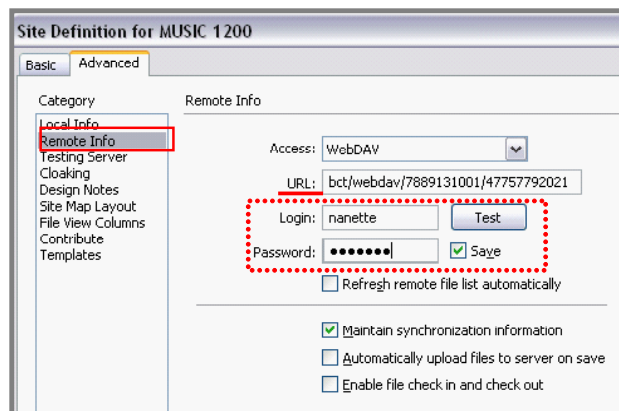 Site Definition for MUSIC 1200
Basic Advanced
Category
Local Info
Remote Info
Testing Server
Cloaking
Design Notes
Site Map Layout
File View Columns
Contribute
Templates
Remote Info
Access: WebDAV
URL: bct/webdav/7889131001/47757792021
Login: nanette Test
Password: ●●●●●●● Save
Refresh remote file list automatically
Maintain synchronization information
Automatically upload files to server on save
Enable file check in and check out